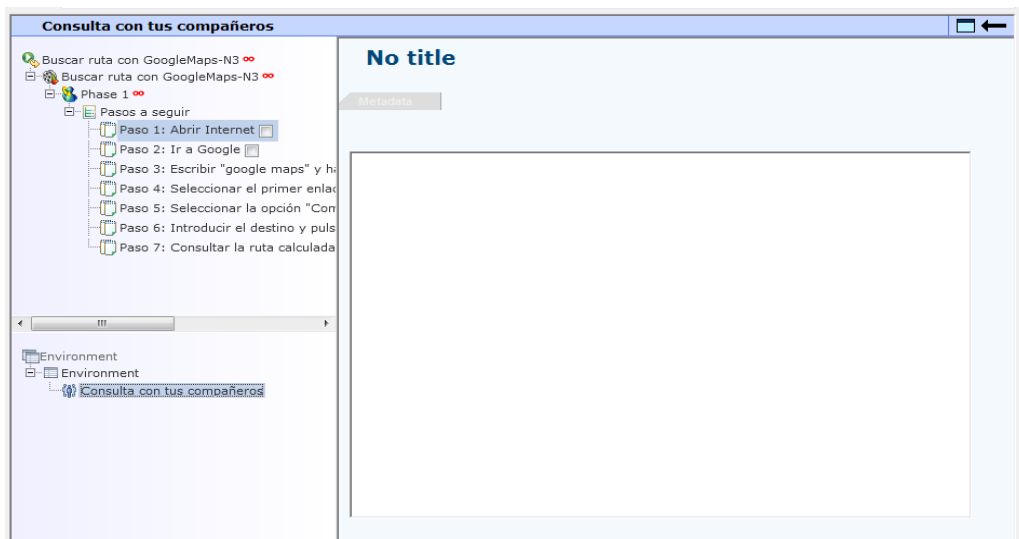 Consulta con tus compañeros
Buscar ruta con GoogleMaps-N3
Buscar ruta con GoogleMaps-N3
Phase 1
Pasos a seguir
Paso 1: Abrir Internet
Paso 2: Ir a Google
Paso 3: Escribir "google maps" y ha
Paso 4: Seleccionar el primer enlac
Paso 5: Seleccionar la opción "Com
Paso 6: Introducir el destino y puls
Paso 7: Consultar la ruta calculada
Environment
Environment
Consulta con tus compañeros
No title
Metadata